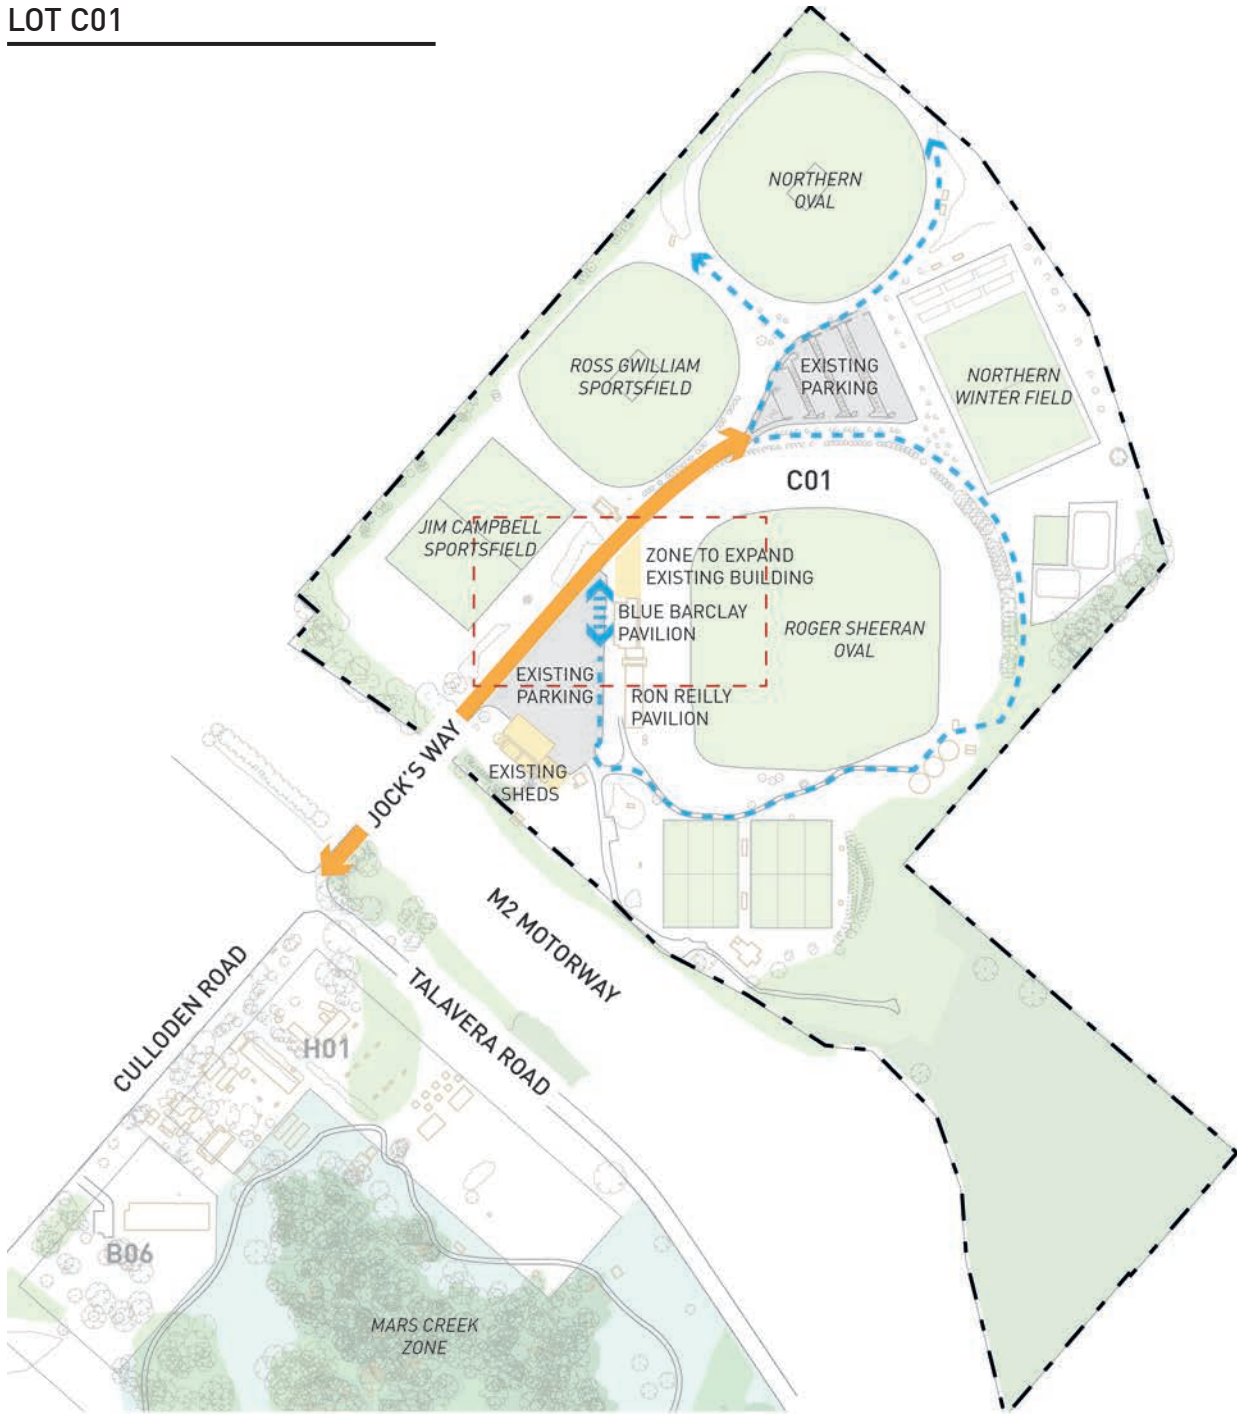 LOT C01
NORTHERN
OVAL
ROSS GWILLIAM
SPORTSFIELD
EXISTING
PARKING
NORTHERN
WINTER FIELD
C01
JIM CAMPBELL
SPORTSFIELD
ZONE TO EXPAND
EXISTING BUILDING
BLUE BARCLAY
PAVILION
ROGER SHEERAN
OVAL
EXISTING
PARKING
RON REILLY
PAVILION
JOCK'S WAY
EXISTING
SHEDS
M2 MOTORWAY
CULLODEN ROAD
TALAVERA ROAD
H01
B06
MARS CREEK
ZONE